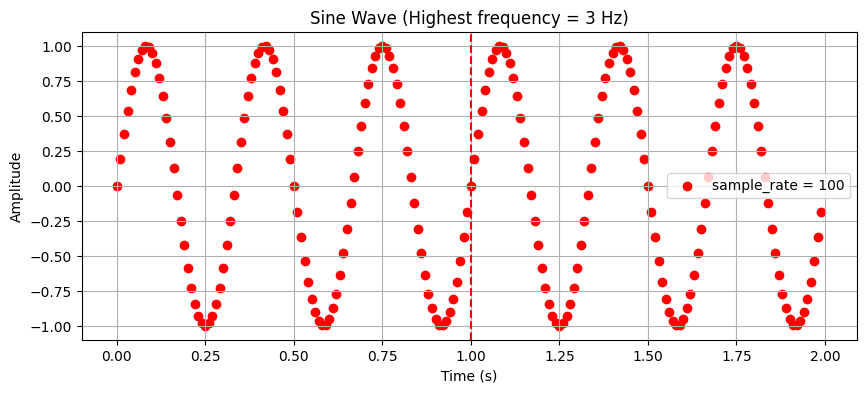 Sine Wave (Highest frequency = 3 Hz)
1.00
0.75
0.50
0.25
0.00
−0.25
−0.50
−0.75
−1.00
Amplitude
sample_rate = 100
0.00 0.25 0.50 0.75 1.00 1.25 1.50 1.75 2.00
Time (s)